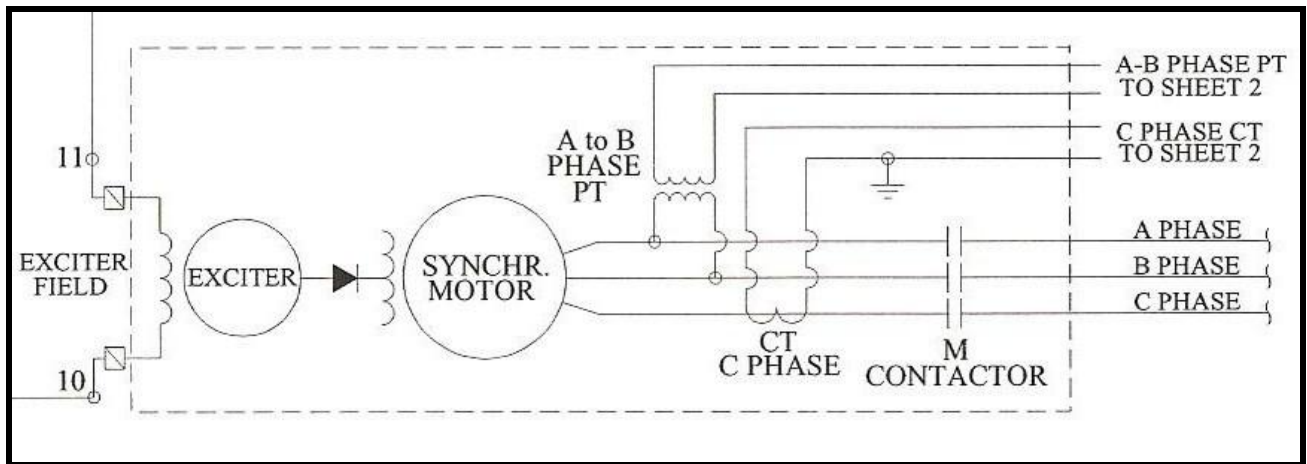 A-B PHASE PT
TO SHEET 2
C PHASE CT
TO SHEET 2
A to B
PHASE
PT
11
EXCITER
FIELD
EXCITER
SYNCHR.
MOTOR
A PHASE
B PHASE
C PHASE
10
CT
C PHASE
M
CONTACTOR